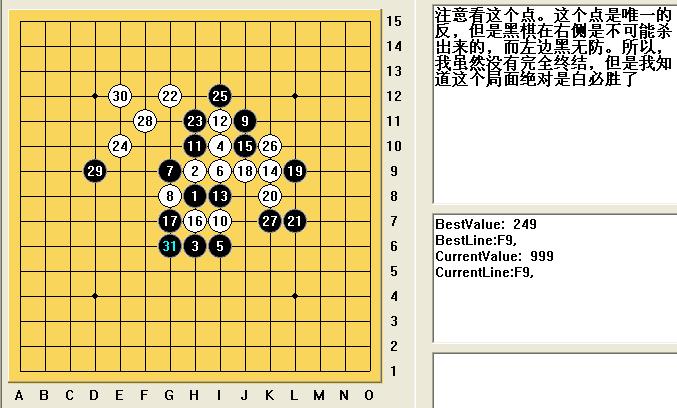 15
14
13
12
11
10
9
8
7
6
5
4
3
2
1
30 22 25
28 23 12 9
24 11 4 15 26
29 7 2 6 18 14 19
8 1 13 20
17 16 10 27 21
31 3 5
A B C D E F G H I J K L M N O
注意看这个点。这个点是唯一的
反，但是黑棋在右侧是不可能杀
出来的，而左边黑无防。所以，
我虽然没有完全终结，但是我知
道这个局面绝对是白必胜了
BestValue: 249
BestLine:F9,
CurrentValue: 999
CurrentLine:F9,